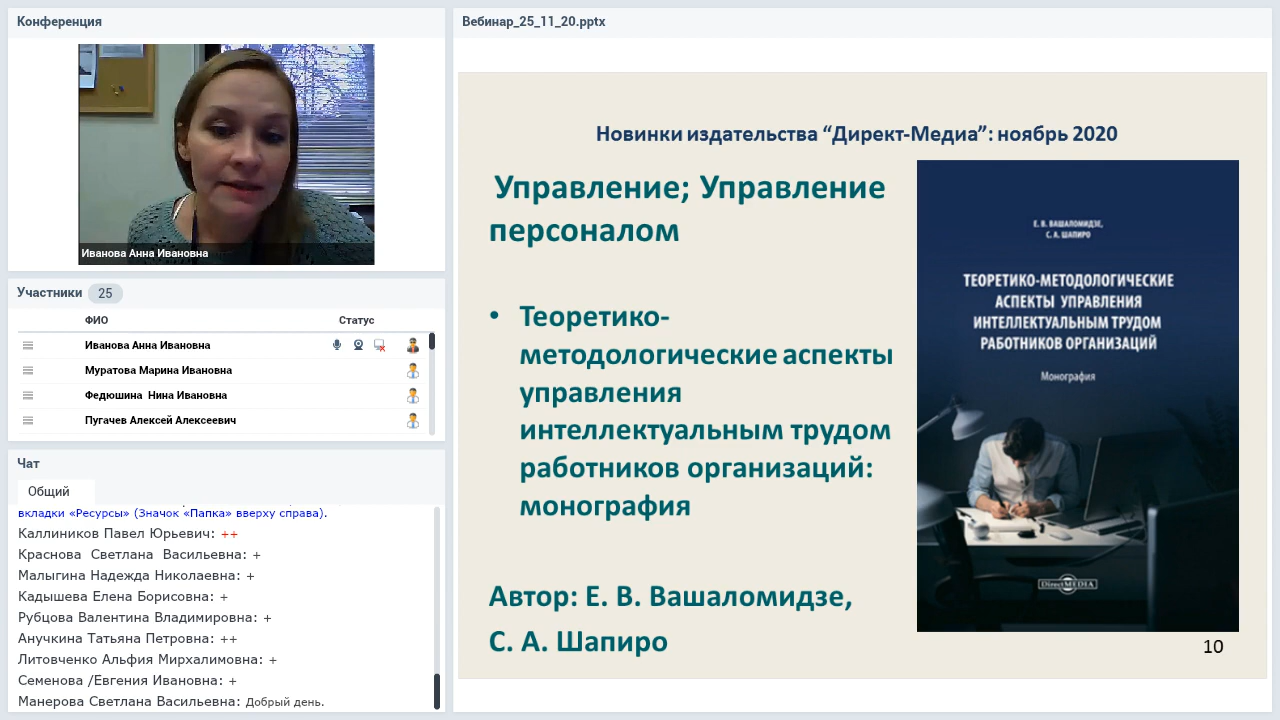 Конференция
Иванова Анна Ивановна
Участники 25
ФИО Статус
Иванова Анна Ивановна
Муратова Марина Ивановна
Федюшина Нина Ивановна
Пугачев Алексей Алексеевич
Чат
Общий
вкладки «Ресурсы» (Значок «Папка» вверху справа).
Каллиников Павел Юрьевич: ++
Краснова Светлана Васильевна: +
Малыгина Надежда Николаевна: +
Кадышева Елена Борисовна: +
Рубцова Валентина Владимировна: +
Анучкина Татьяна Петровна: ++
Литовченко Альфия Мирхалимовна: +
Семенова /Евгения Ивановна: +
Манерова Светлана Васильевна: Добрый день.
Вебинар_25_11_20.pptx
Новинки издательства “Директ-Медиа”: ноябрь 2020
Управление; Управление
персоналом
• Теоретико-
методологические аспекты
управления
интеллектуальным трудом
работников организаций:
монография
Автор: Е. В. Вашаломидзе,
С. А. Шапиро
Е. В. ВАШАЛОМИДЗЕ,
С. А. ШАПИРО
ТЕОРЕТИКО-МЕТОДОЛОГИЧЕСКИЕ
АСПЕКТЫ УПРАВЛЕНИЯ
ИНТЕЛЛЕКТУАЛЬНЫМ ТРУДОМ
РАБОТНИКОВ ОРГАНИЗАЦИЙ
Монография
DirectMEDIA
10